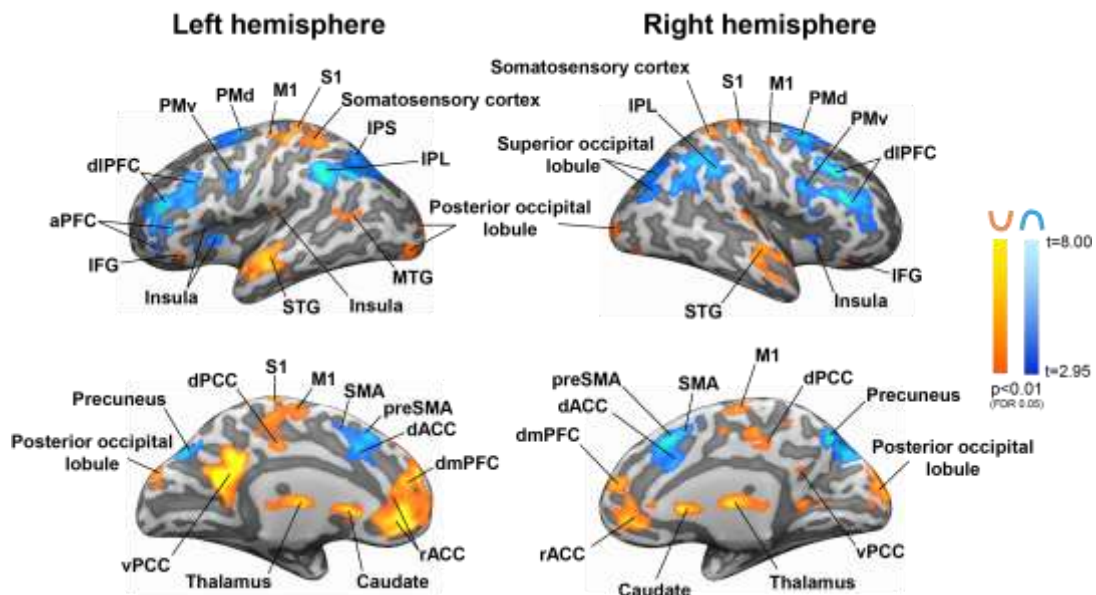 Left hemisphere
S1
M1
PMd
Somatosensory cortex
PMv
IPS
IPL
dlPFC
Posterior occipital
lobule
aPFC
IFG
MTG
Insula
STG
Insula
Right hemisphere
Somatosensory cortex
S1
M1
IPL
PMd
PMv
Superior occipital
lobule
dlPFC
IFG
Insula
STG
t=8.00
t=2.95
p<0.01
(FDR 0.05)
S1
dPCC
M1
SMA
Precuneus
preSMA
dACC
Posterior occipital
lobule
dmPFC
vPCC
rACC
Thalamus
Caudate
M1
preSMA
SMA
dPCC
dACC
Precuneus
dmPFC
Posterior occipital
lobule
rACC
vPCC
Caudate
Thalamus